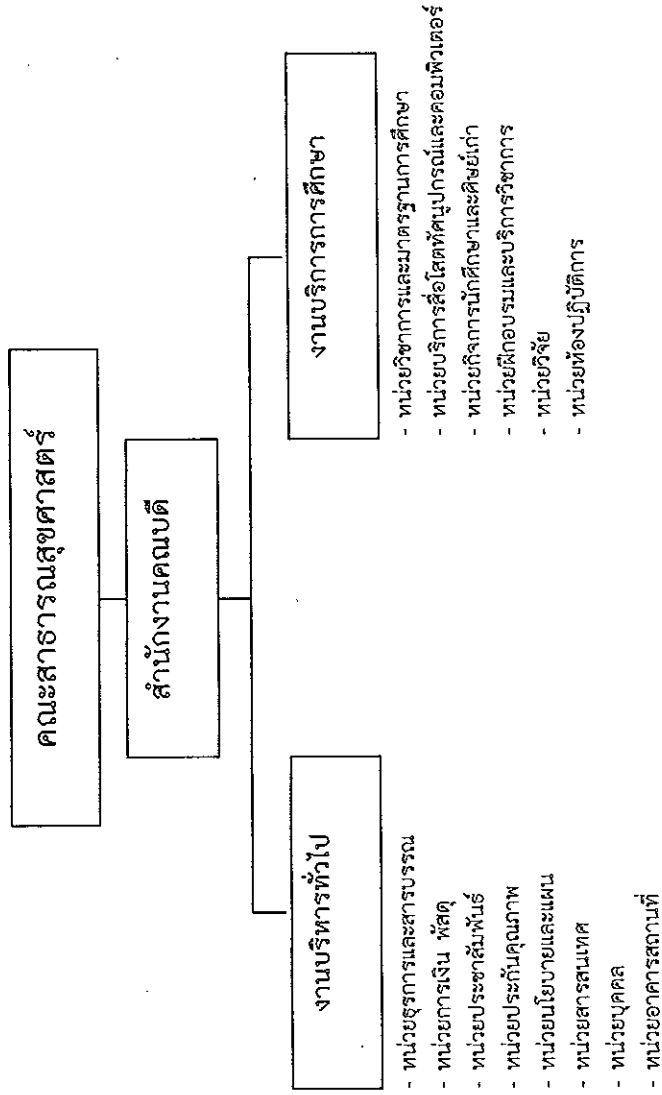 คณะสาธารณสุขศาสตร์
สำนักงานคณบดี
งานบริหารทั่วไป
- หน่วยธุรการและสารบรรณ
- หน่วยการเงิน พัสดุ
- หน่วยประชาสัมพันธ์
- หน่วยประกันคุณภาพ
- หน่วยนโยบายและแผน
- หน่วยสารสนเทศ
- หน่วยบุคคล
- หน่วยอาคารสถานที่
งานบริการการศึกษา
- หน่วยวิชาการและมาตรฐานการศึกษา
- หน่วยบริการสื่อโสตทัศนูปกรณ์และคอมพิวเตอร์
- หน่วยกิจการนักศึกษาและศิษย์เก่า
- หน่วยฝึกอบรมและบริการวิชาการ
- หน่วยวิจัย
- หน่วยห้องปฏิบัติการ